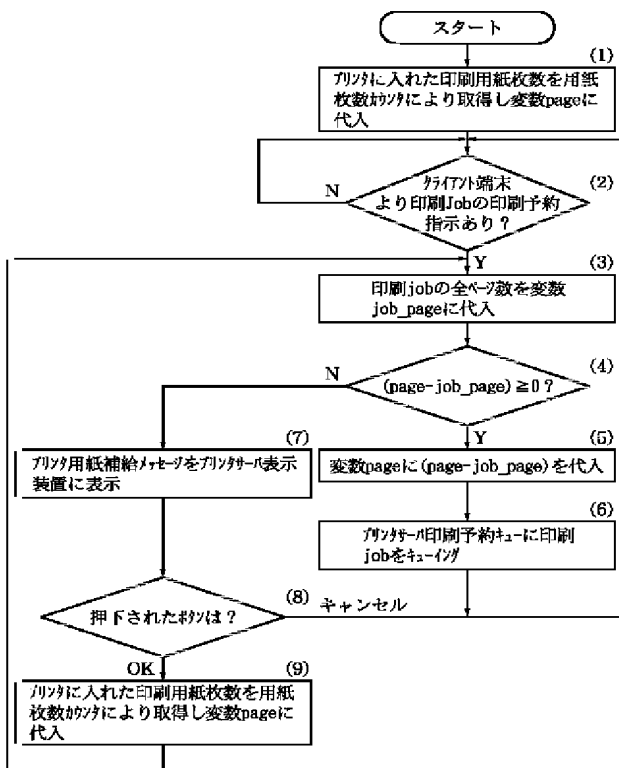 スタート
(1)
ﾌﾟﾘﾝﾀに入れた印刷用紙枚数を用紙
枚数ｶｳﾝﾀにより取得し変数pageに
代入
(2)
N
ｸﾗｲｱﾝﾄ端末
より印刷Jobの印刷予約
指示あり？
Y
(3)
印刷jobの全ﾍﾟｰｼﾞ数を変数
job_pageに代入
(4)
N
(page-job_page)≧0？
Y
(7)
ﾌﾟﾘﾝﾀ用紙補給ﾒｯｾｰｼﾞをﾌﾟﾘﾝﾀｻｰﾊﾞ表示
装置に表示
(5)
変数pageに(page-job_page)を代入
(6)
ﾌﾟﾘﾝﾀｻｰﾊﾞ印刷予約ｷｭｰに印刷
jobをｷｭｰｲﾝｸﾞ
(8)
押下されたﾎﾞﾀﾝは？
キャンセル
OK
(9)
ﾌﾟﾘﾝﾀに入れた印刷用紙枚数を用紙
枚数ｶｳﾝﾀにより取得し変数pageに
代入